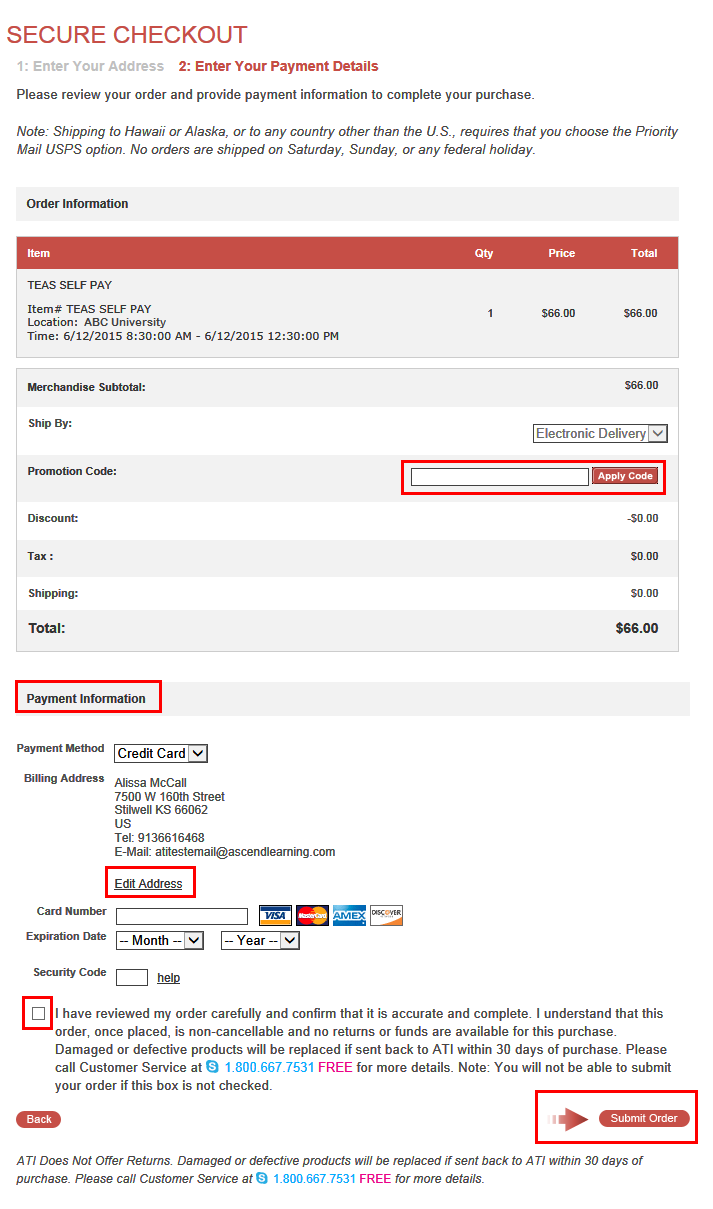 SECURE CHECKOUT
1: Enter Your Address 2: Enter Your Payment Details
Please review your order and provide payment information to complete your purchase.
Note: Shipping to Hawaii or Alaska, or to any country other than the U.S., requires that you choose the Priority
Mail USPS option. No orders are shipped on Saturday, Sunday, or any federal holiday.
Order Information
Item Qty Price Total
TEAS SELF PAY
Item# TEAS SELF PAY
Location: ABC University
Time: 6/12/2015 8:30:00 AM - 6/12/2015 12:30:00 PM
1 $66.00 $66.00
Merchandise Subtotal: $66.00
Ship By:
Electronic Delivery
Promotion Code:
Apply Code
Discount: -$0.00
Tax : $0.00
Shipping: $0.00
Total: $66.00
Payment Information
Payment Method Credit Card
Billing Address Alissa McCall
7500 W 160th Street
Stilwell KS 66062
US
Tel: 9136616468
E-Mail: atitestemail@ascendlearning.com
Edit Address
Card Number VISA MasterCard AMEX DISCOVER
Expiration Date -- Month -- -- Year --
Security Code help
I have reviewed my order carefully and confirm that it is accurate and complete. I understand that this
order, once placed, is non-cancellable and no returns or funds are available for this purchase.
Damaged or defective products will be replaced if sent back to ATI within 30 days of purchase. Please
call Customer Service at 1.800.667.7531 FREE for more details. Note: You will not be able to submit
your order if this box is not checked.
Back Submit Order
ATI Does Not Offer Returns. Damaged or defective products will be replaced if sent back to ATI within 30 days of
purchase. Please call Customer Service at 1.800.667.7531 FREE for more details.